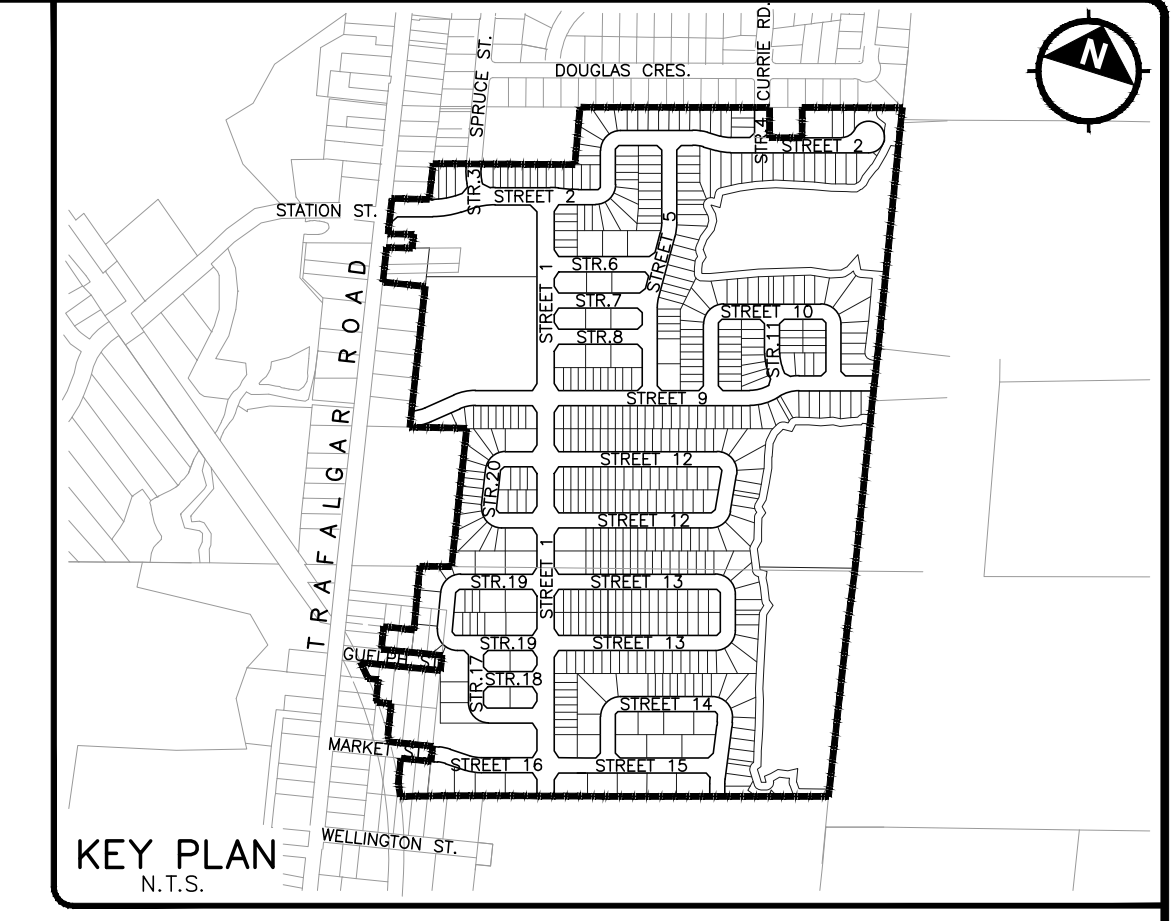 CURRIE RD.
SPRUCE ST.
N
DOUGLAS CRES.
STR.4
STREET 2
STR.3
STREET 2
STATION ST.
STREET 5
STR.6
STREET 1
STR.7
STREET 10
STR.8
STR.11
TRAFALGAR ROAD
STREET 9
STREET 12
STR.20
STREET 12
STREET 1
STR.19
STREET 13
STR.19
STREET 13
GUELPH ST.
STR.17
STR.18
STREET 14
MARKET ST.
STREET 16
STREET 15
WELLINGTON ST.
KEY PLAN
N.T.S.